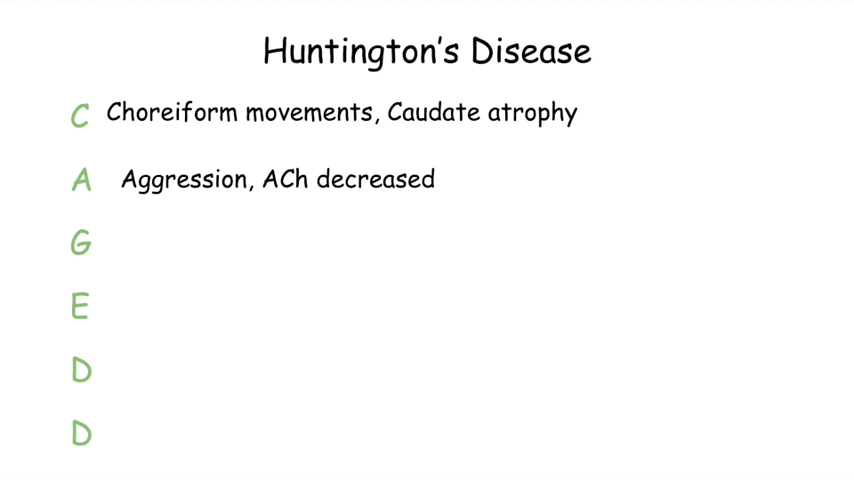 Huntington's Disease
C Choreiform movements, Caudate atrophy
A Aggression, ACh decreased
G
E
D
D